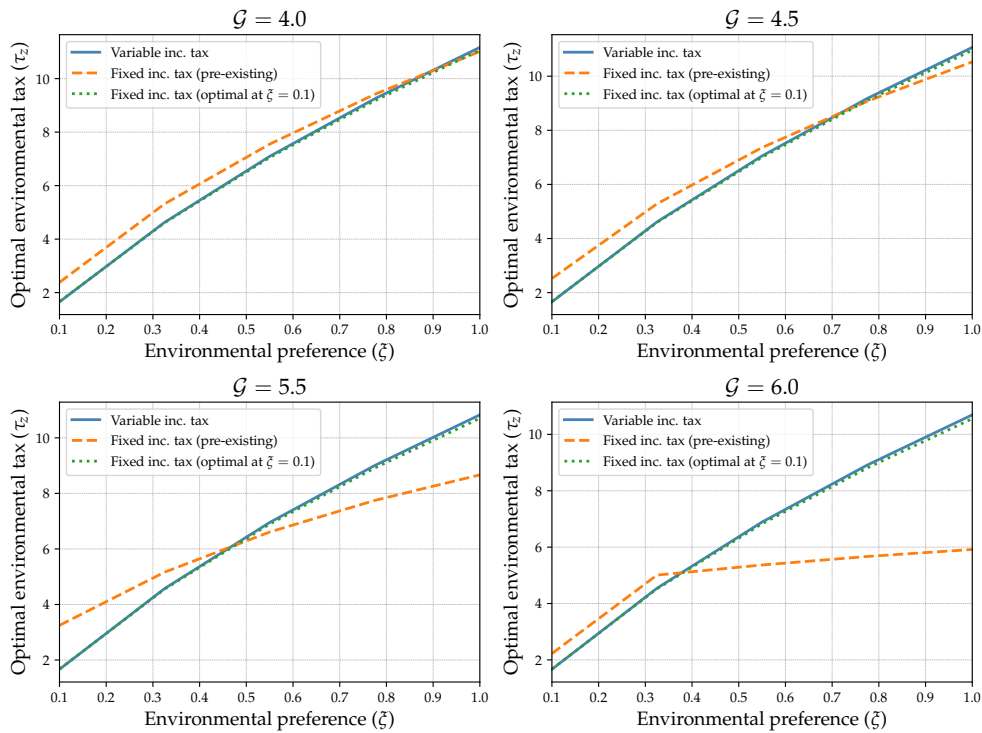 𝒢 = 4.0
Optimal environmental tax (τz)
Variable inc. tax
Fixed inc. tax (pre-existing)
Fixed inc. tax (optimal at ξ = 0.1)
10
8
6
4
2
0.1 0.2 0.3 0.4 0.5 0.6 0.7 0.8 0.9 1.0
Environmental preference (ξ)
𝒢 = 4.5
Optimal environmental tax (τz)
Variable inc. tax
Fixed inc. tax (pre-existing)
Fixed inc. tax (optimal at ξ = 0.1)
10
8
6
4
2
0.1 0.2 0.3 0.4 0.5 0.6 0.7 0.8 0.9 1.0
Environmental preference (ξ)
𝒢 = 5.5
Optimal environmental tax (τz)
Variable inc. tax
Fixed inc. tax (pre-existing)
Fixed inc. tax (optimal at ξ = 0.1)
10
8
6
4
2
0.1 0.2 0.3 0.4 0.5 0.6 0.7 0.8 0.9 1.0
Environmental preference (ξ)
𝒢 = 6.0
Optimal environmental tax (τz)
Variable inc. tax
Fixed inc. tax (pre-existing)
Fixed inc. tax (optimal at ξ = 0.1)
10
8
6
4
2
0.1 0.2 0.3 0.4 0.5 0.6 0.7 0.8 0.9 1.0
Environmental preference (ξ)